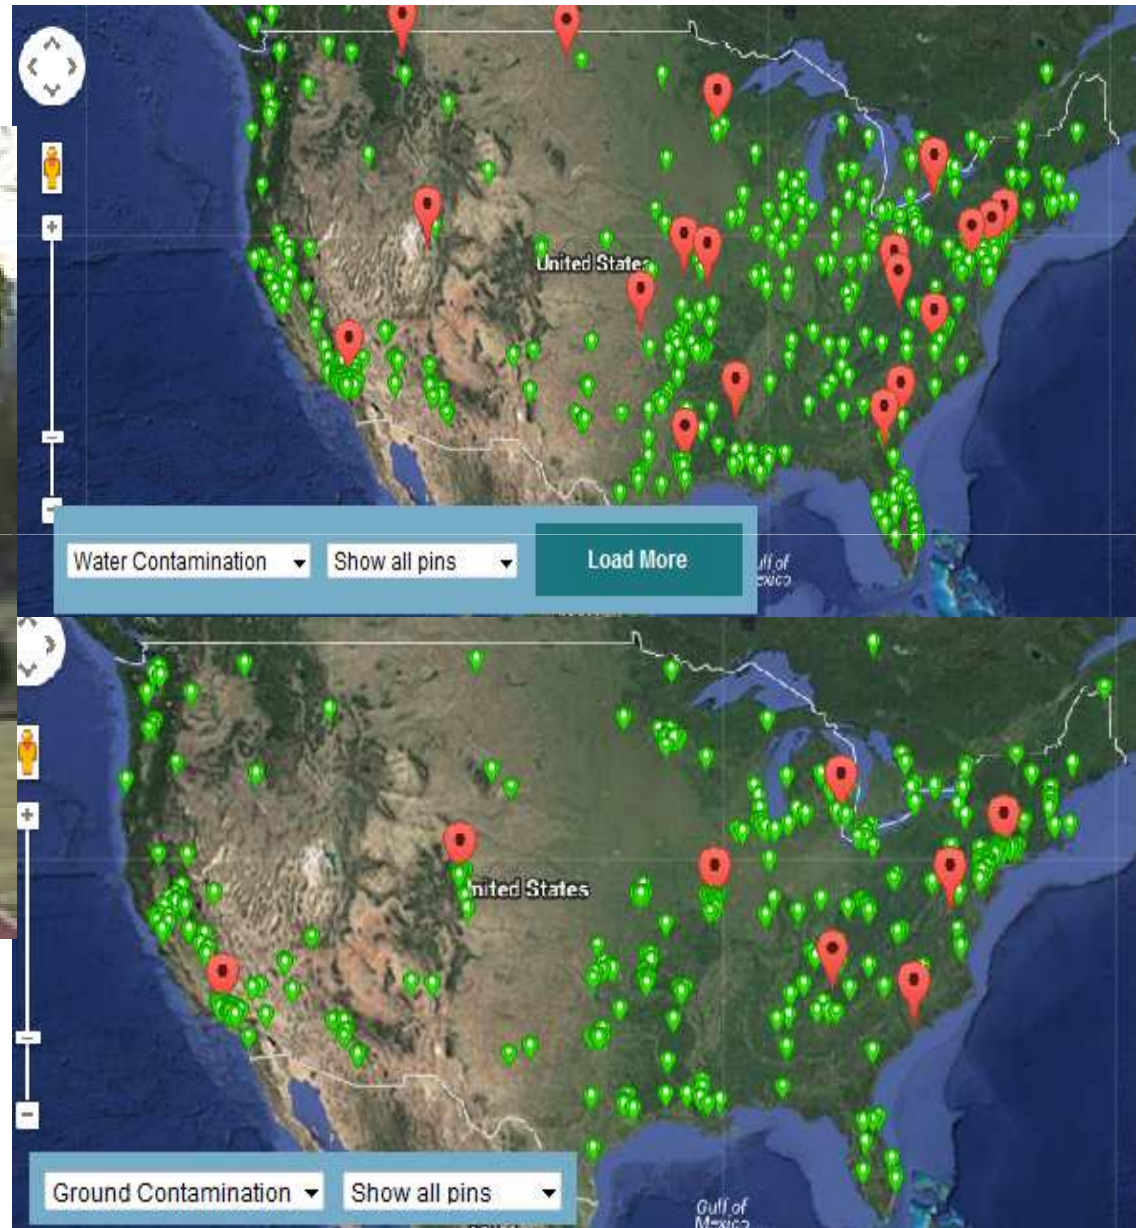 United States
Water Contamination
Show all pins
Load More
Gulf of
nited States
Ground Contamination
Show all pins
Gulf of
Mexico